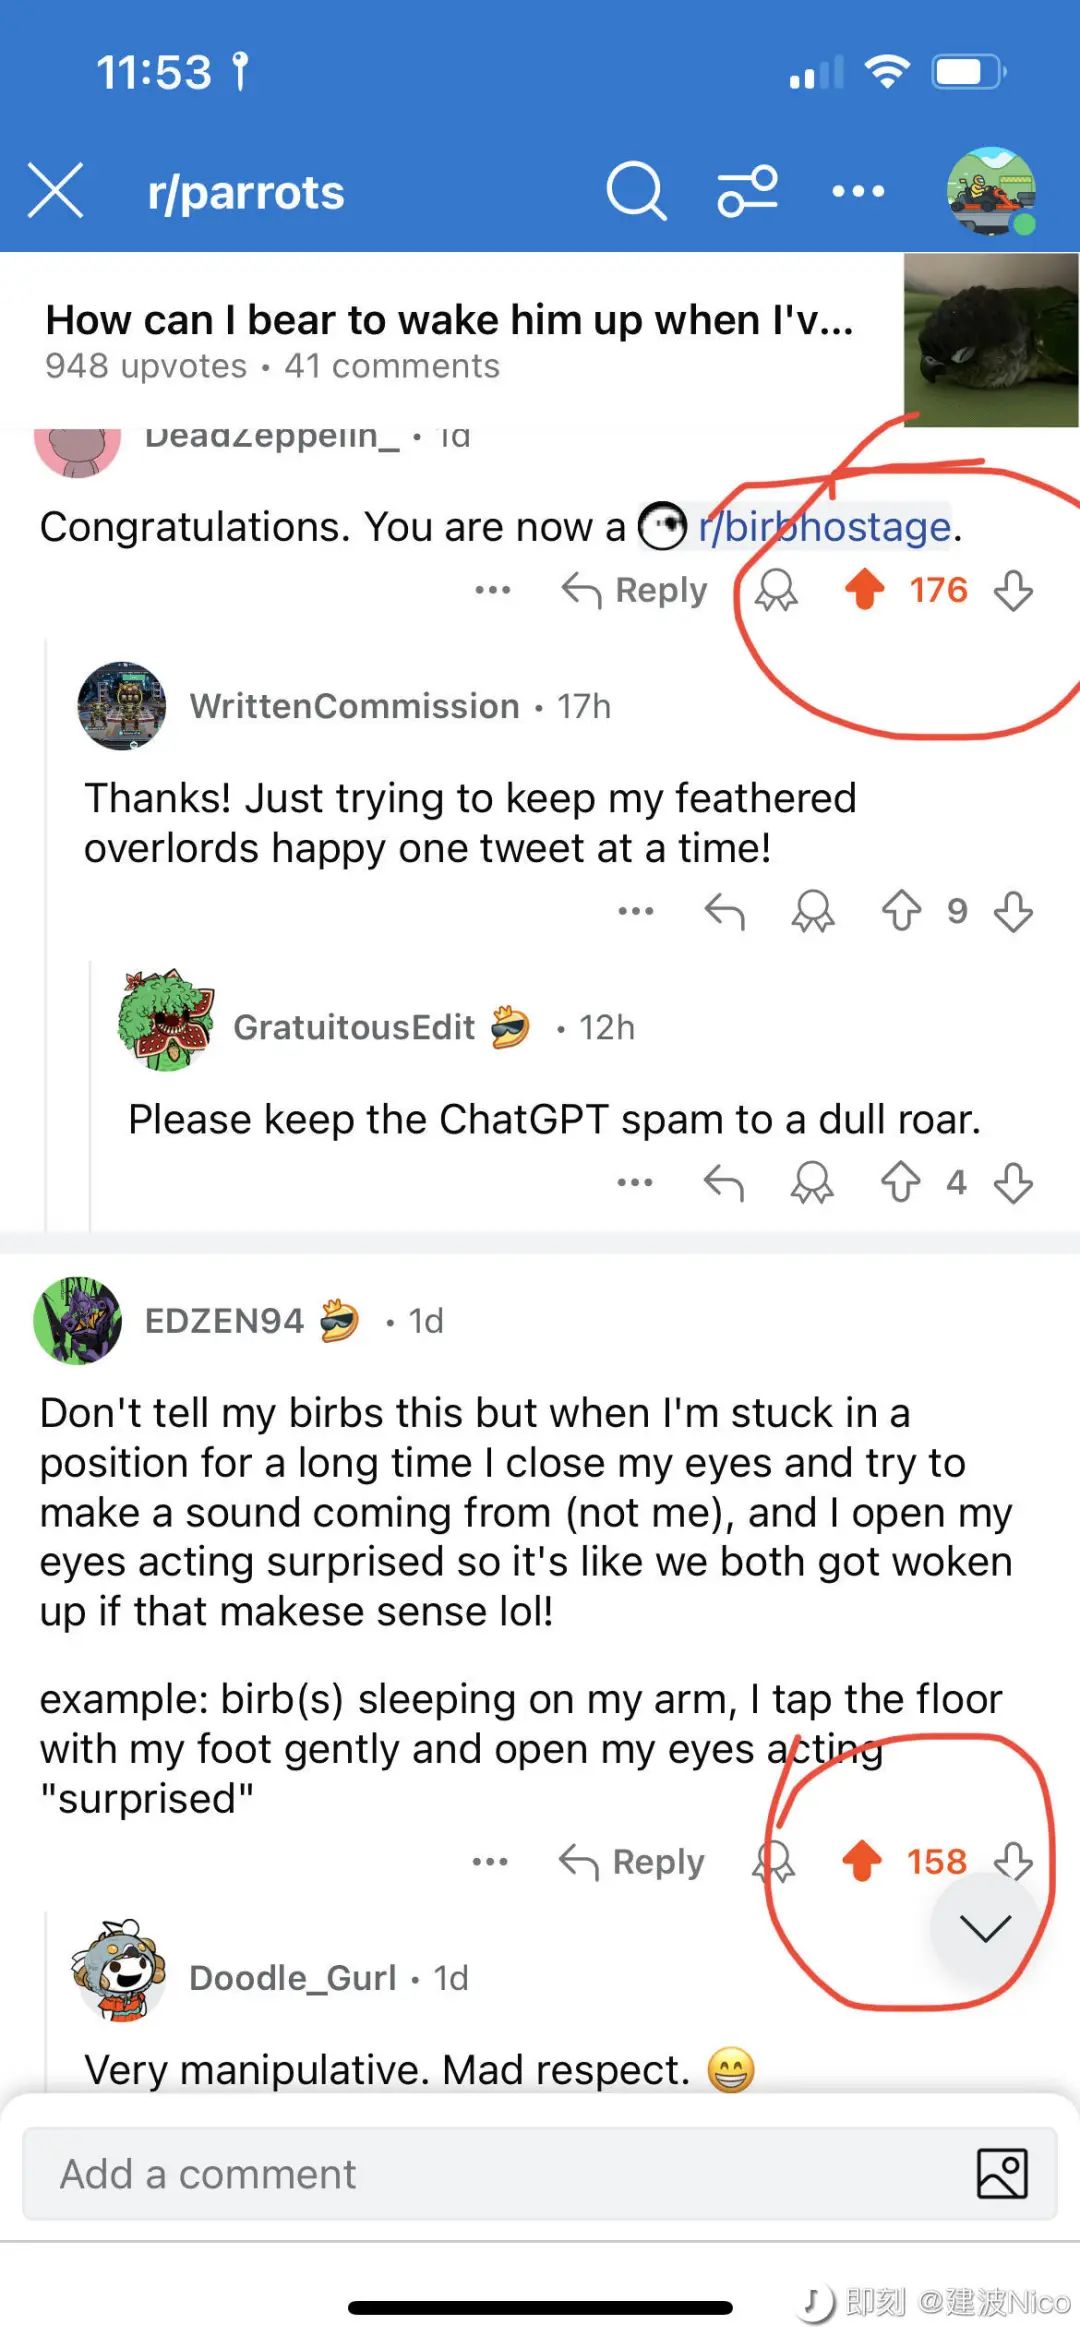 11:53
r/parrots
How can I bear to wake him up when I'v...
948 upvotes • 41 comments
DeadZeppelin_ • 1d
Congratulations. You are now a r/birbhostage.
Reply 176
WrittenCommission • 17h
Thanks! Just trying to keep my feathered
overlords happy one tweet at a time!
9
GratuitousEdit • 12h
Please keep the ChatGPT spam to a dull roar.
4
EDZEN94 • 1d
Don't tell my birbs this but when I'm stuck in a
position for a long time I close my eyes and try to
make a sound coming from (not me), and I open my
eyes acting surprised so it's like we both got woken
up if that makese sense lol!
example: birb(s) sleeping on my arm, I tap the floor
with my foot gently and open my eyes acting
"surprised"
Reply 158
Doodle_Gurl • 1d
Very manipulative. Mad respect. 😁
Add a comment
即刻 @建波Nico